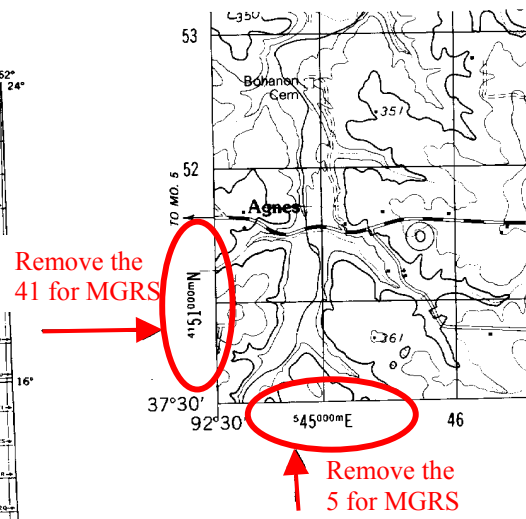 350
53
52°
24°
Bohanon
Cem
351
52
TO MO. 5
Agnes
Remove the
41 for MGRS
4151000mN
361
16°
37°30'
92°30'
545000mE
46
Remove the
5 for MGRS